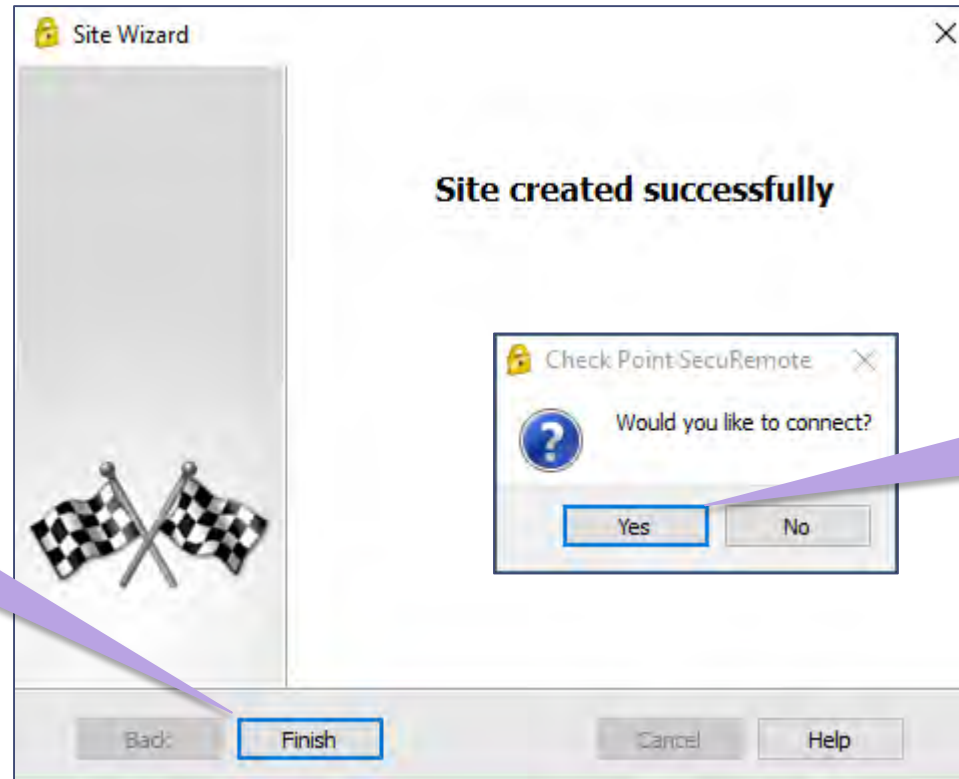 Site Wizard
Site created successfully
Check Point SecuRemote
Would you like to connect?
Yes No
Back Finish Cancel Help